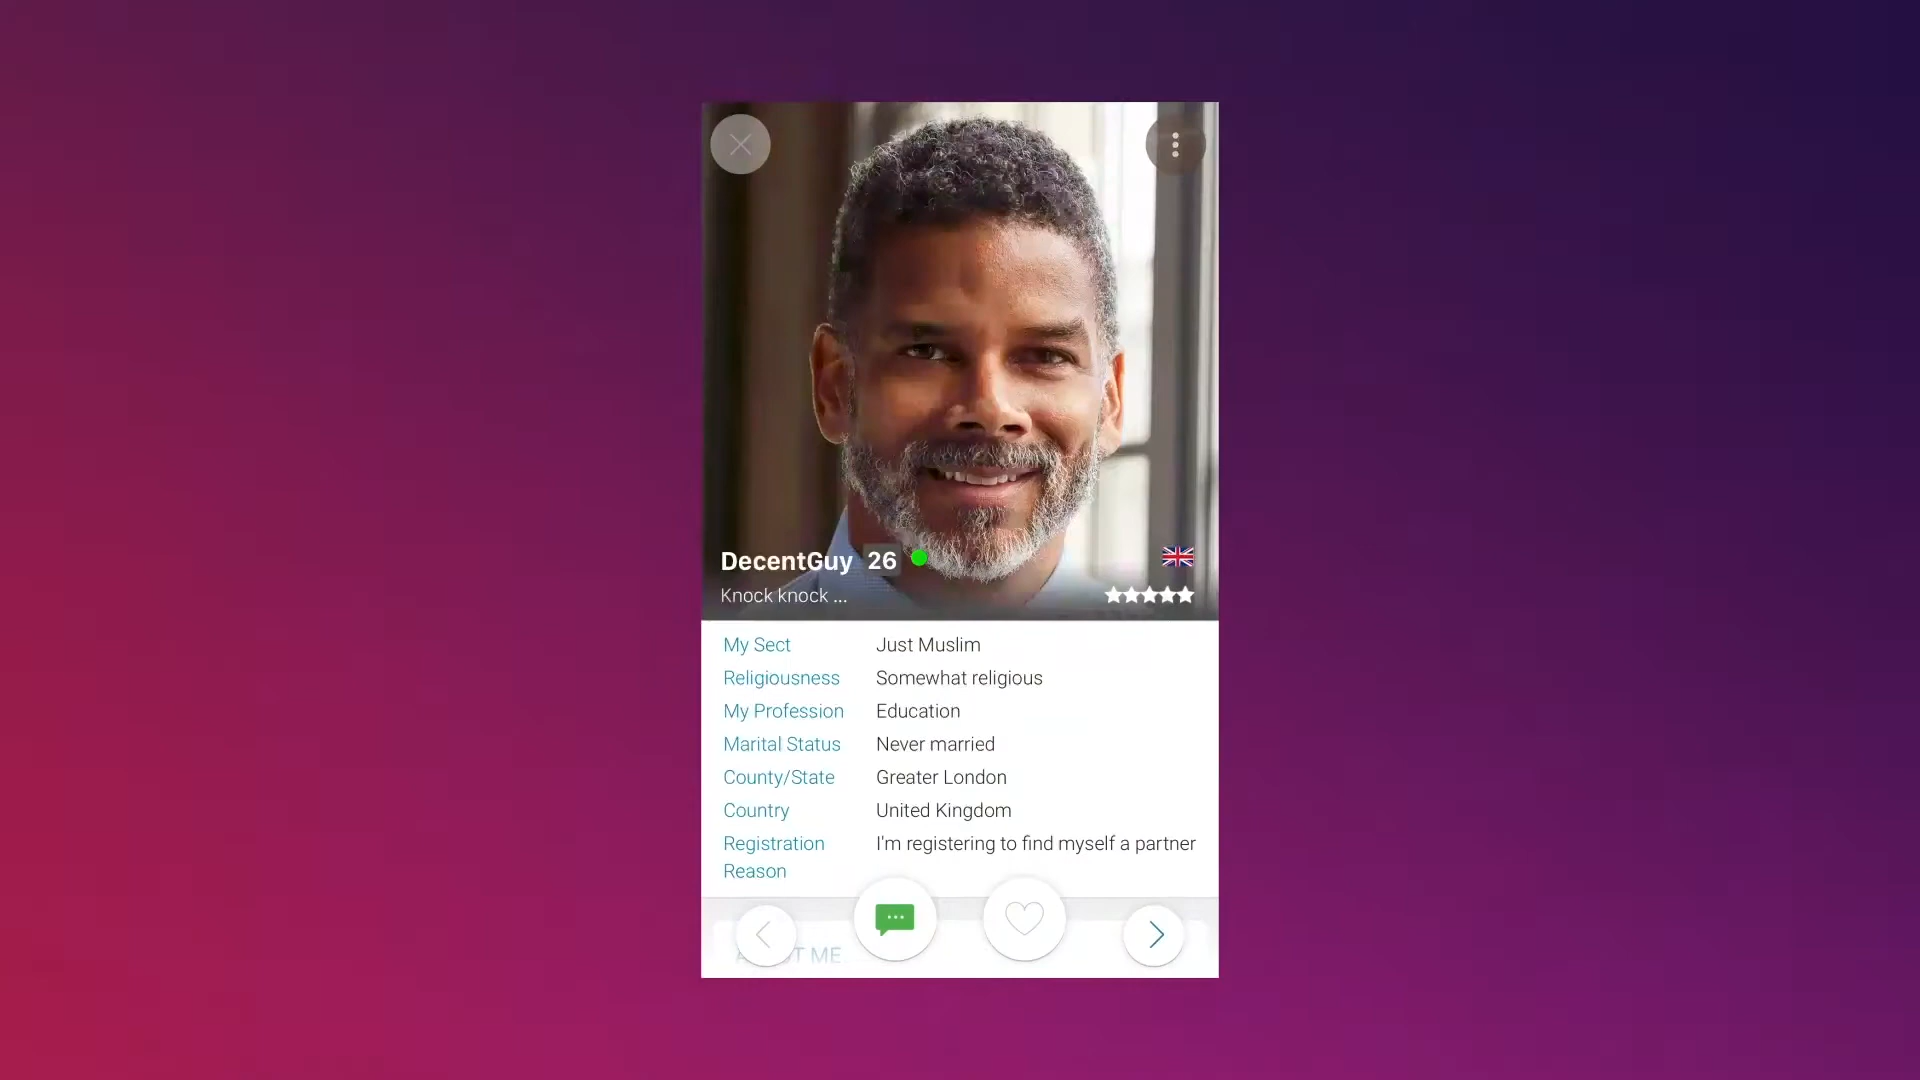 DecentGuy 26
Knock knock ...
My Sect Just Muslim
Religiousness Somewhat religious
My Profession Education
Marital Status Never married
County/State Greater London
Country United Kingdom
Registration I'm registering to find myself a partner
Reason
ME